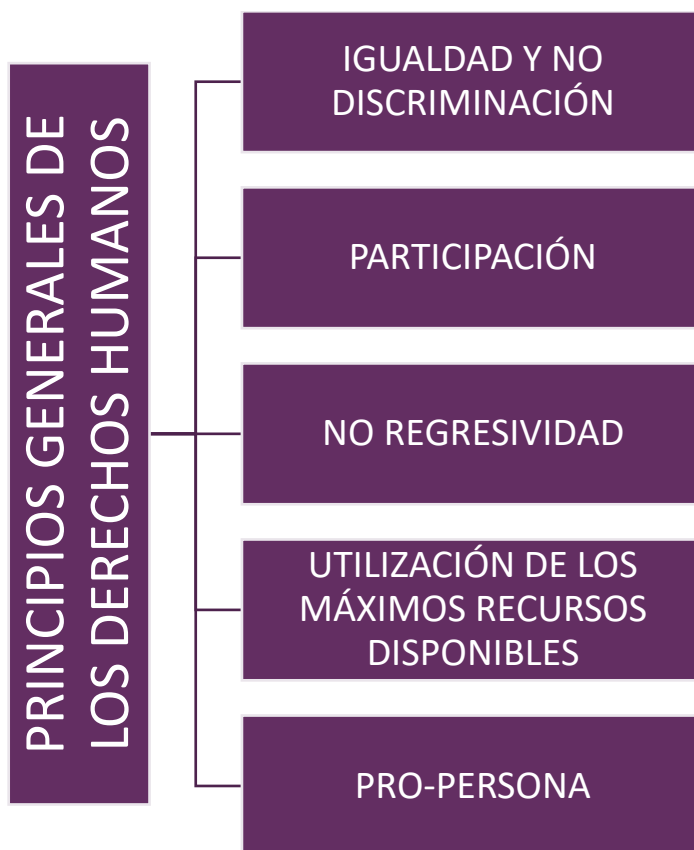 PRINCIPIOS GENERALES DE
LOS DERECHOS HUMANOS
IGUALDAD Y NO
DISCRIMINACIÓN
PARTICIPACIÓN
NO REGRESIVIDAD
UTILIZACIÓN DE LOS
MÁXIMOS RECURSOS
DISPONIBLES
PRO-PERSONA